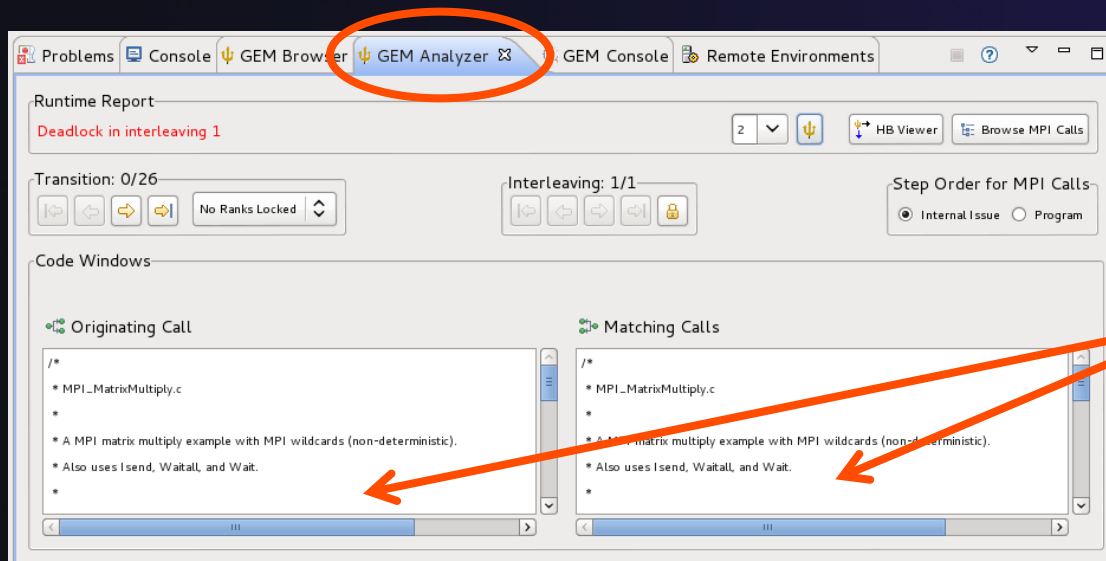 Problems Console GEM Browser GEM Analyzer GEM Console Remote Environments
Runtime Report
Deadlock in interleaving 1
2 HB Viewer Browse MPI Calls
Transition: 0/26 Interleaving: 1/1 Step Order for MPI Calls
No Ranks Locked Internal Issue Program
Code Windows
Originating Call
/*
* MPI_MatrixMultiply.c
*
* A MPI matrix multiply example with MPI wildcards (non-deterministic).
* Also uses Isend, Waitall, and Wait.
*
Matching Calls
/*
* MPI_MatrixMultiply.c
*
* A MPI matrix multiply example with MPI wildcards (non-deterministic).
* Also uses Isend, Waitall, and Wait.
*